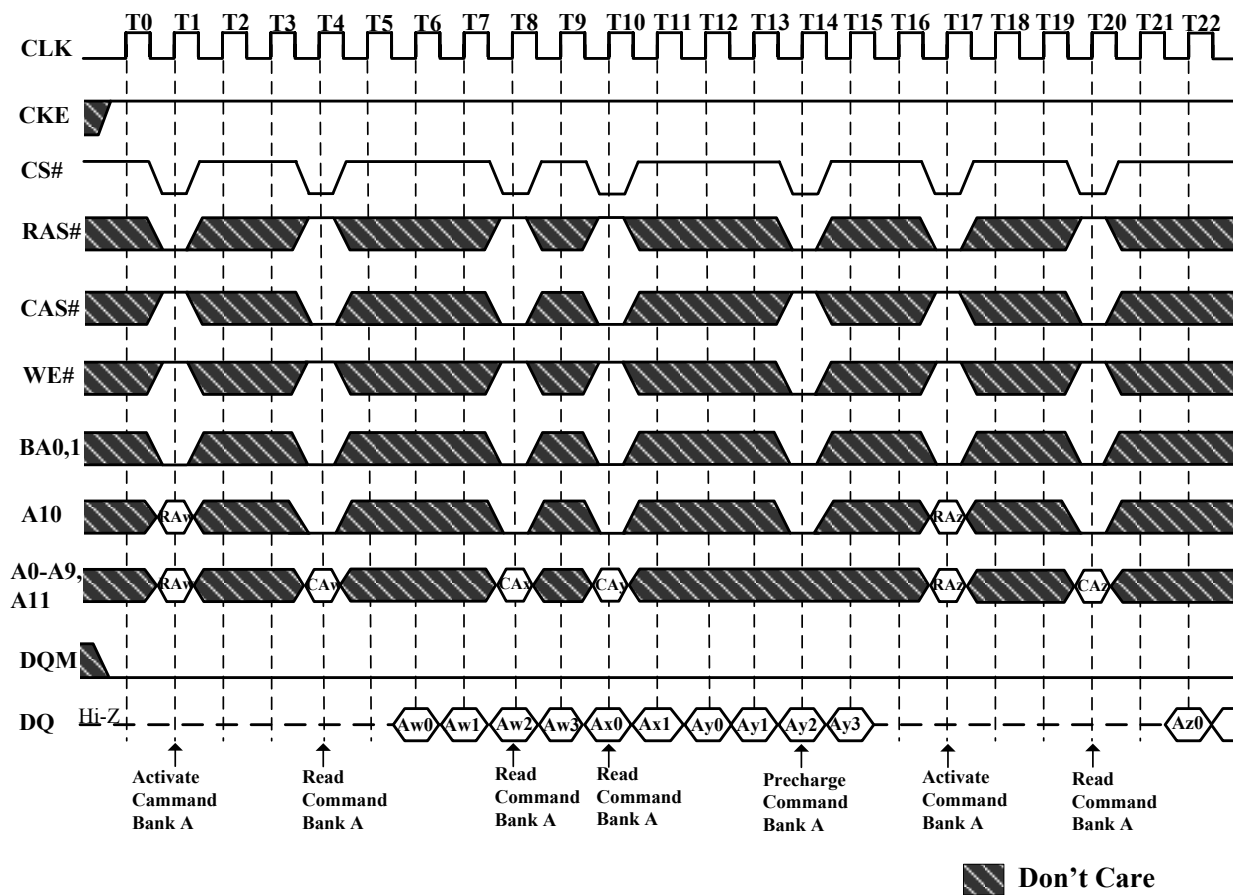 T0 T1 T2 T3 T4 T5 T6 T7 T8 T9 T10 T11 T12 T13 T14 T15 T16 T17 T18 T19 T20 T21 T22
CLK
CKE
CS#
RAS#
CAS#
WE#
BA0,1
A10 RAw RAz
A0-A9,
A11
RAw CAw CAx CAy RAz CAz
DQM
DQ Hi-Z Aw0 Aw1 Aw2 Aw3 Ax0 Ax1 Ay0 Ay1 Ay2 Ay3 Az0
Activate
Cammand
Bank A
Read
Command
Bank A
Read
Command
Bank A
Read
Command
Bank A
Precharge
Command
Bank A
Activate
Command
Bank A
Read
Command
Bank A
Don't Care